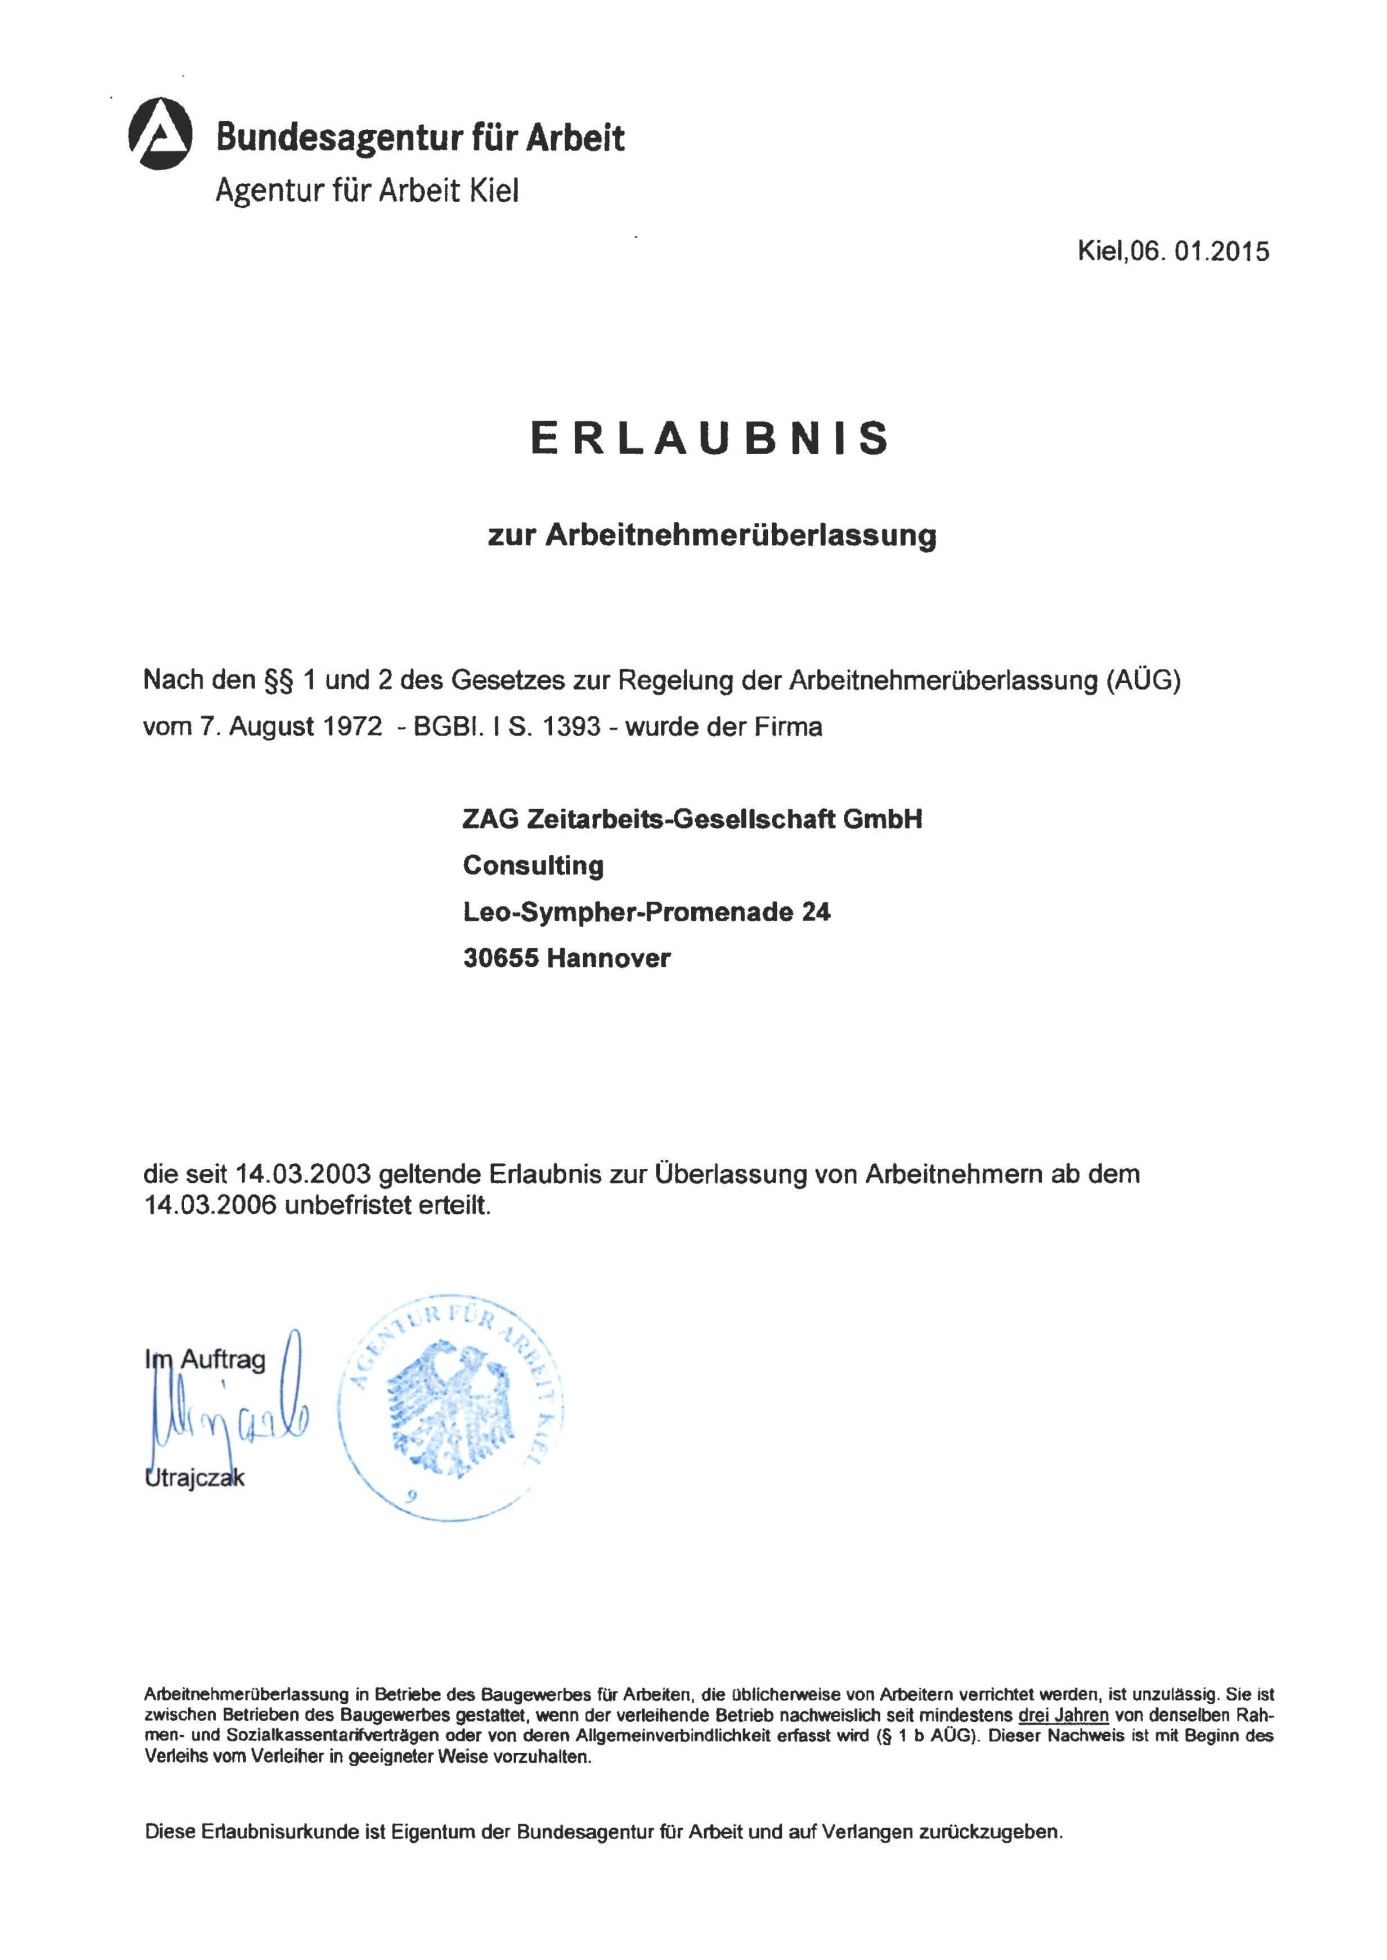 Bundesagentur für Arbeit
Agentur für Arbeit Kiel
Kiel,06. 01.2015
ERLAUBNIS
zur Arbeitnehmerüberlassung
Nach den §§ 1 und 2 des Gesetzes zur Regelung der Arbeitnehmerüberlassung (AÜG)
vom 7. August 1972 - BGBl. I S. 1393 - wurde der Firma
ZAG Zeitarbeits-Gesellschaft GmbH
Consulting
Leo-Sympher-Promenade 24
30655 Hannover
die seit 14.03.2003 geltende Erlaubnis zur Überlassung von Arbeitnehmern ab dem
14.03.2006 unbefristet erteilt.
Im Auftrag
Utrajczak
AGENTUR FÜR ARBEIT KIEL
9
Arbeitnehmerüberlassung in Betriebe des Baugewerbes für Arbeiten, die üblicherweise von Arbeitern verrichtet werden, ist unzulässig. Sie ist
zwischen Betrieben des Baugewerbes gestattet, wenn der verleihende Betrieb nachweislich seit mindestens drei Jahren von denselben Rah-
men- und Sozialkassentarifverträgen oder von deren Allgemeinverbindlichkeit erfasst wird (§ 1 b AÜG). Dieser Nachweis ist mit Beginn des
Verleihs vom Verleiher in geeigneter Weise vorzuhalten.
Diese Erlaubnisurkunde ist Eigentum der Bundesagentur für Arbeit und auf Verlangen zurückzugeben.